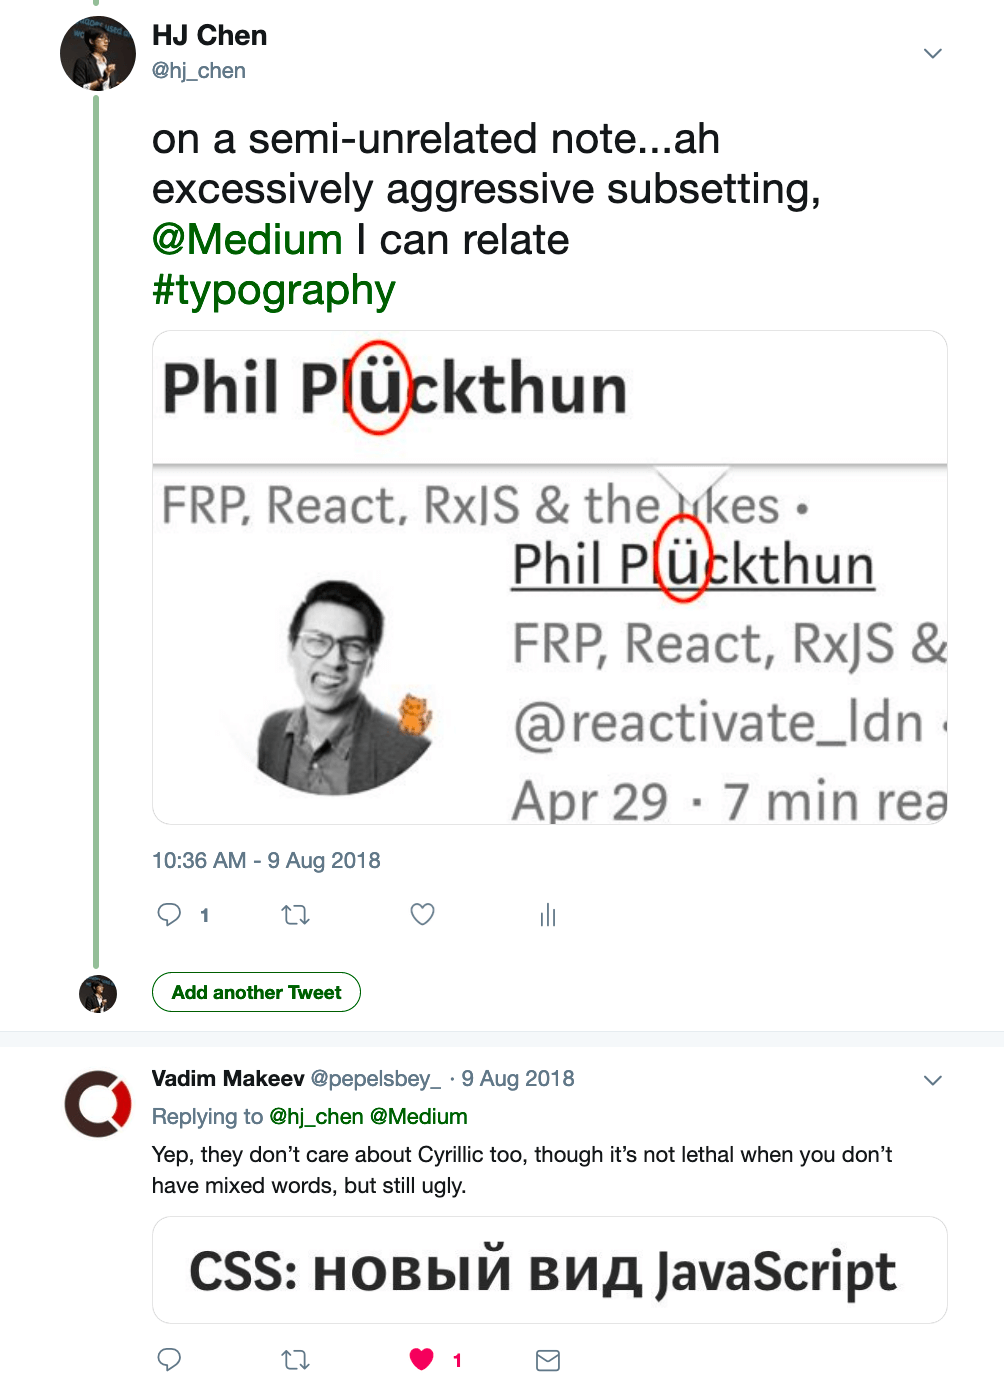 HJ Chen
@hj_chen
on a semi-unrelated note...ah
excessively aggressive subsetting,
@Medium I can relate
#typography
Phil Plückthun
FRP, React, RxJS & the likes •
Phil Plückthun
FRP, React, RxJS &
@reactivate_ldn
Apr 29 · 7 min rea
10:36 AM - 9 Aug 2018
1
Add another Tweet
Vadim Makeev @pepelsbey_ · 9 Aug 2018
Replying to @hj_chen @Medium
Yep, they don’t care about Cyrillic too, though it’s not lethal when you don’t
have mixed words, but still ugly.
CSS: новый вид JavaScript
1